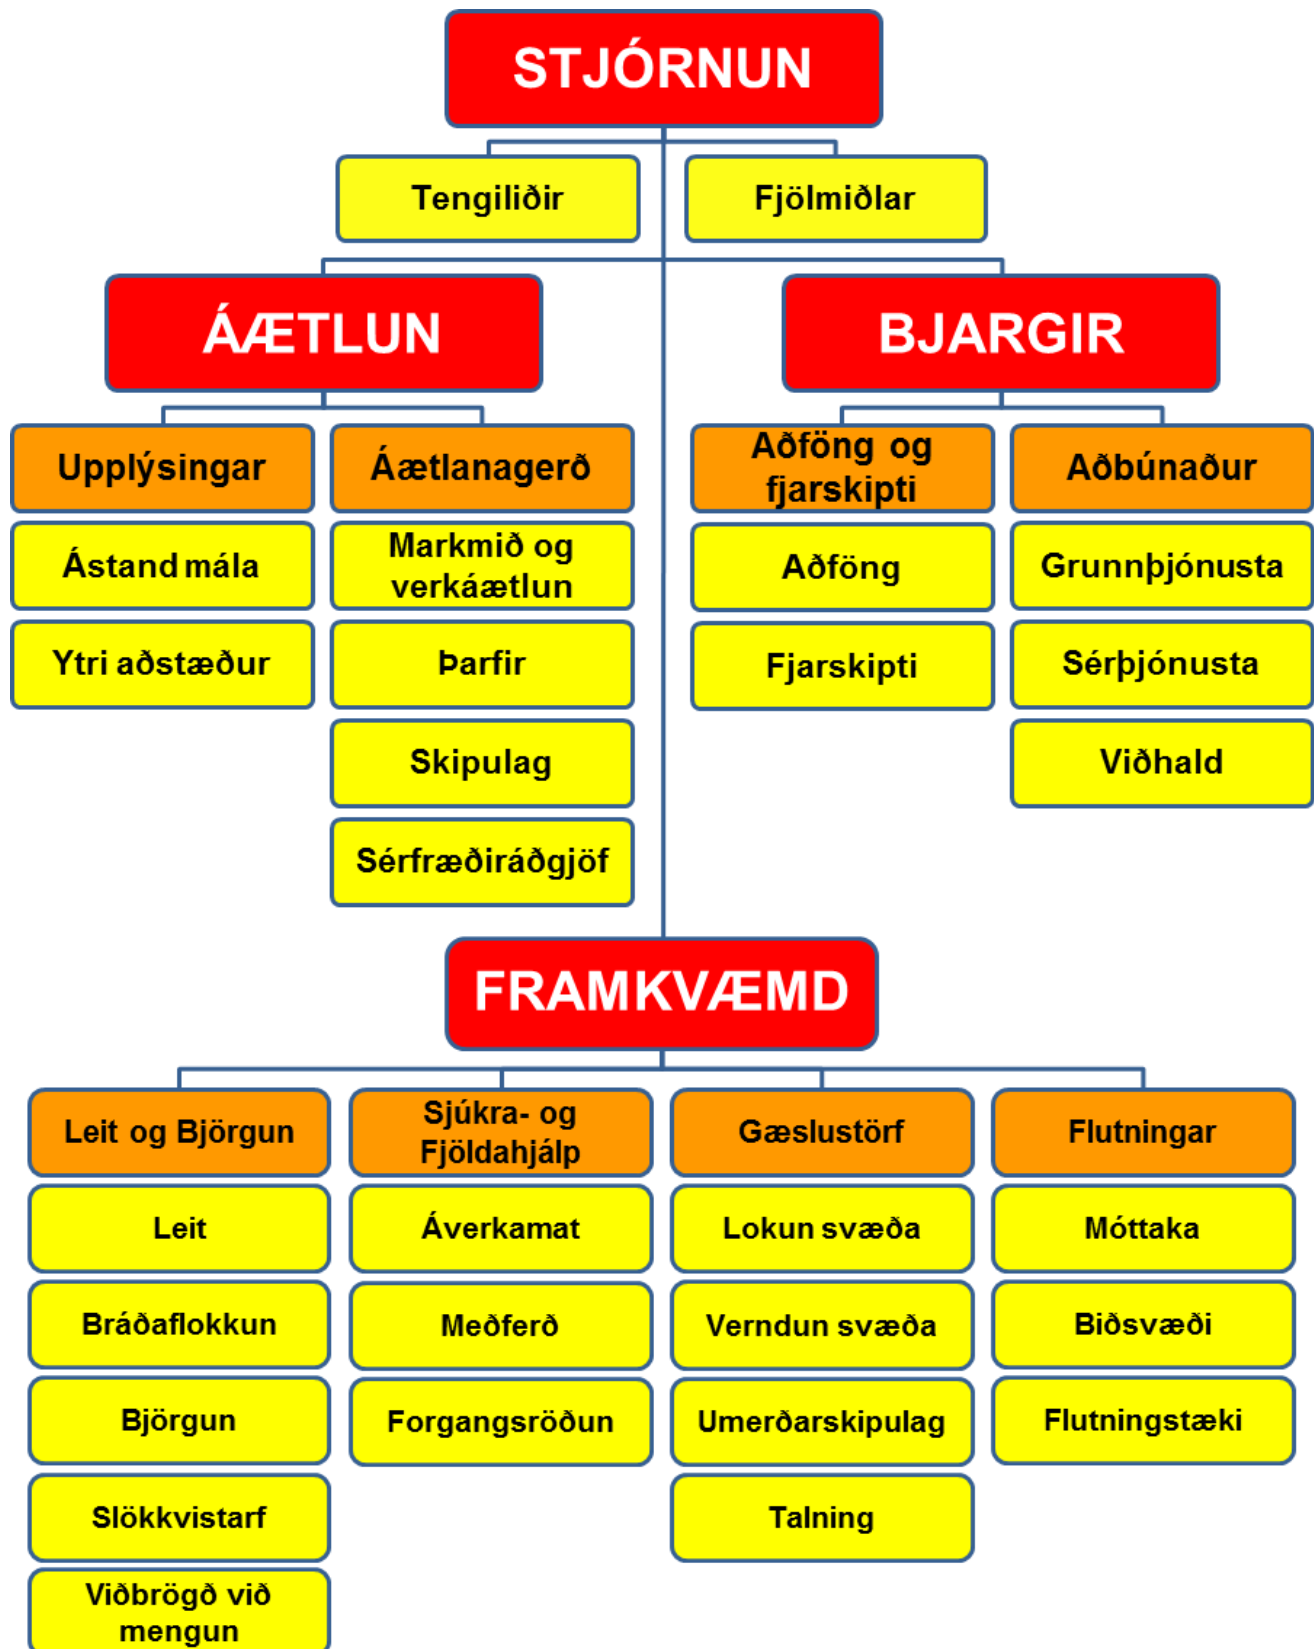 STJÓRNUN
Tengiliðir
Fjölmiðlar
ÁÆTLUN
BJARGIR
Upplýsingar
Ástand mála
Ytri aðstæður
Áætlanagerð
Markmið og
verkáætlun
Þarfir
Skipulag
Sérfræðiráðgjöf
Aðföng og
fjarskipti
Aðföng
Fjarskipti
Aðbúnaður
Grunnþjónusta
Sérþjónusta
Viðhald
FRAMKVÆMD
Leit og Björgun
Leit
Bráðaflokkun
Björgun
Slökkvistarf
Viðbrögð við
mengun
Sjúkra- og
Fjöldahjálp
Áverkamat
Meðferð
Forgangsröðun
Gæslustörf
Lokun svæða
Verndun svæða
Umerðarskipulag
Talning
Flutningar
Móttaka
Biðsvæði
Flutningstæki